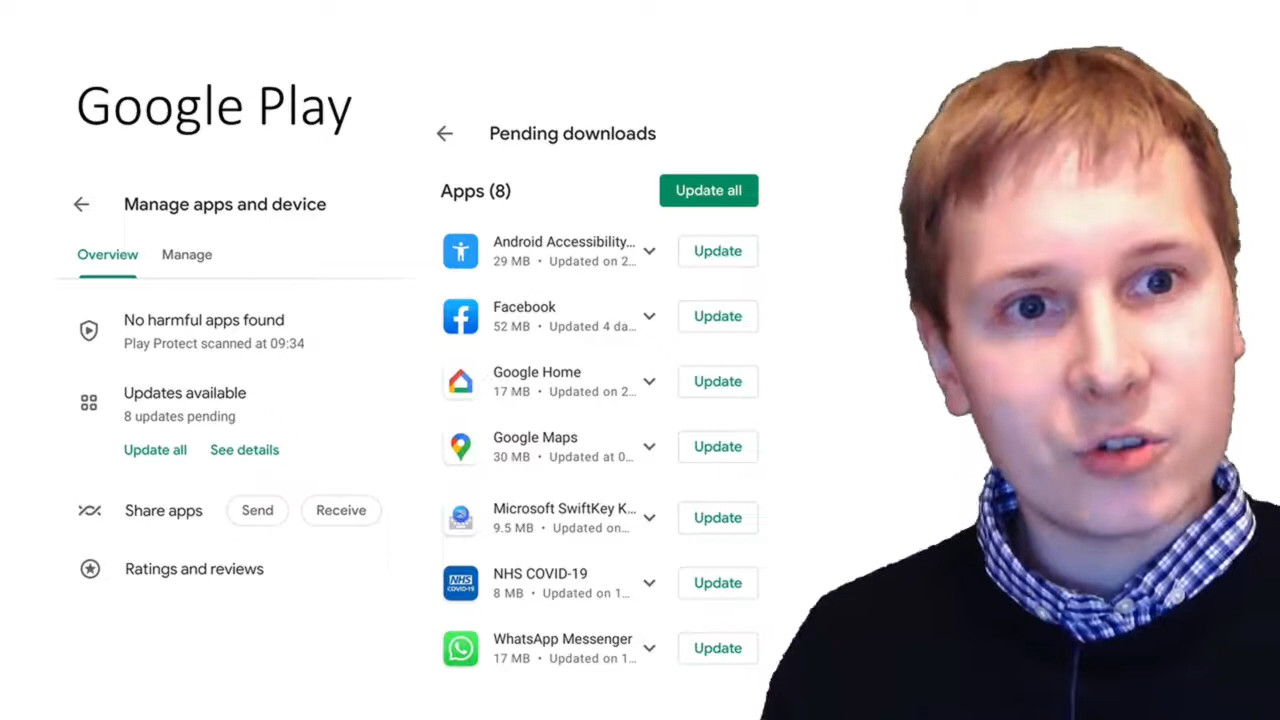 Google Play
Manage apps and device
Overview Manage
No harmful apps found
Play Protect scanned at 09:34
Updates available
8 updates pending
Update all See details
Share apps Send Receive
Ratings and reviews
Pending downloads
Apps (8) Update all
Android Accessibility... Update
29 MB • Updated on 2...
Facebook Update
52 MB • Updated 4 da...
Google Home Update
17 MB • Updated on 2...
Google Maps Update
30 MB • Updated at 0...
Microsoft SwiftKey K... Update
9.5 MB • Updated on...
NHS COVID-19
NHS COVID-19 Update
8 MB • Updated on 1...
WhatsApp Messenger Update
17 MB • Updated on 1...